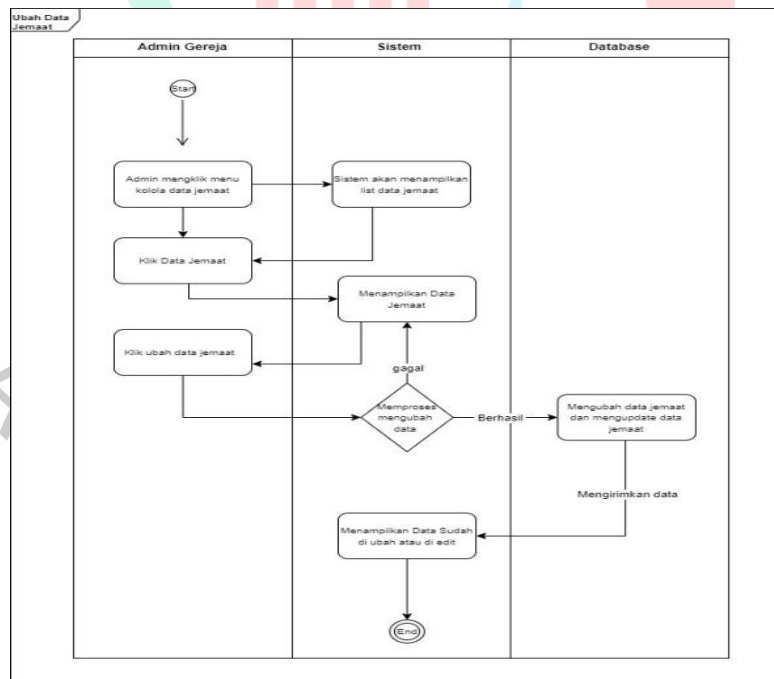 Ubah Data
Jemaat
Admin Gereja
Sistem
Database
Start
Admin mengklik menu
kolola data jemaat
Sistem akan menampilkan
list data jemaat
Klik Data Jemaat
Menampilkan Data
Jemaat
Klik ubah data jemaat
gagal
Memproses
mengubah
data
Berhasil
Mengubah data jemaat
dan mengupdate data
jemaat
Mengirimkan data
Menampilkan Data Sudah
di ubah atau di edit
End